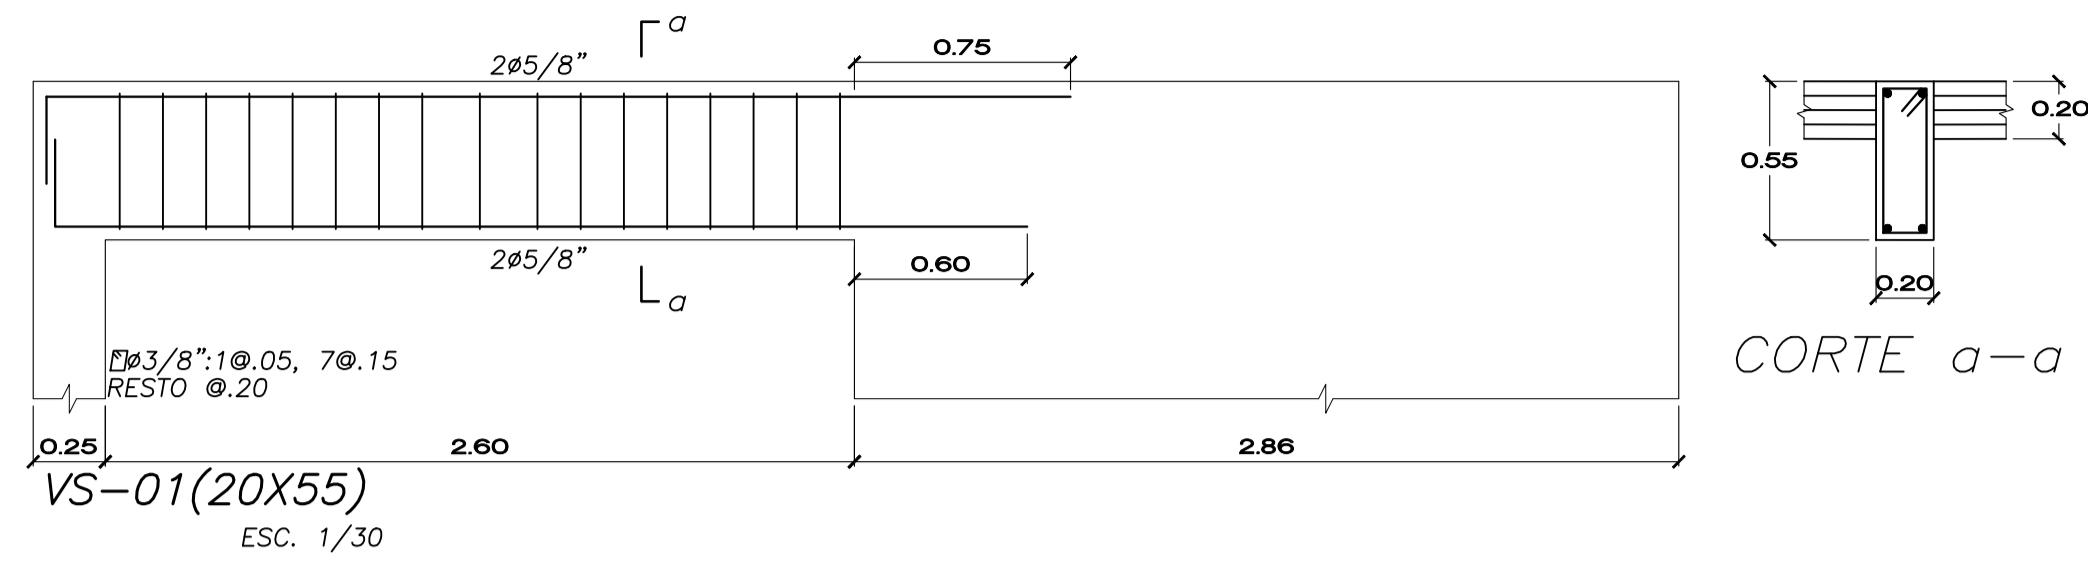 a
2ø5/8"
0.75
0.20
0.55
2ø5/8"
0.60
a
0.20
ø3/8":1@.05, 7@.15
RESTO @.20
CORTE a-a
0.25
2.60
2.86
VS-01(20X55)
ESC. 1/30